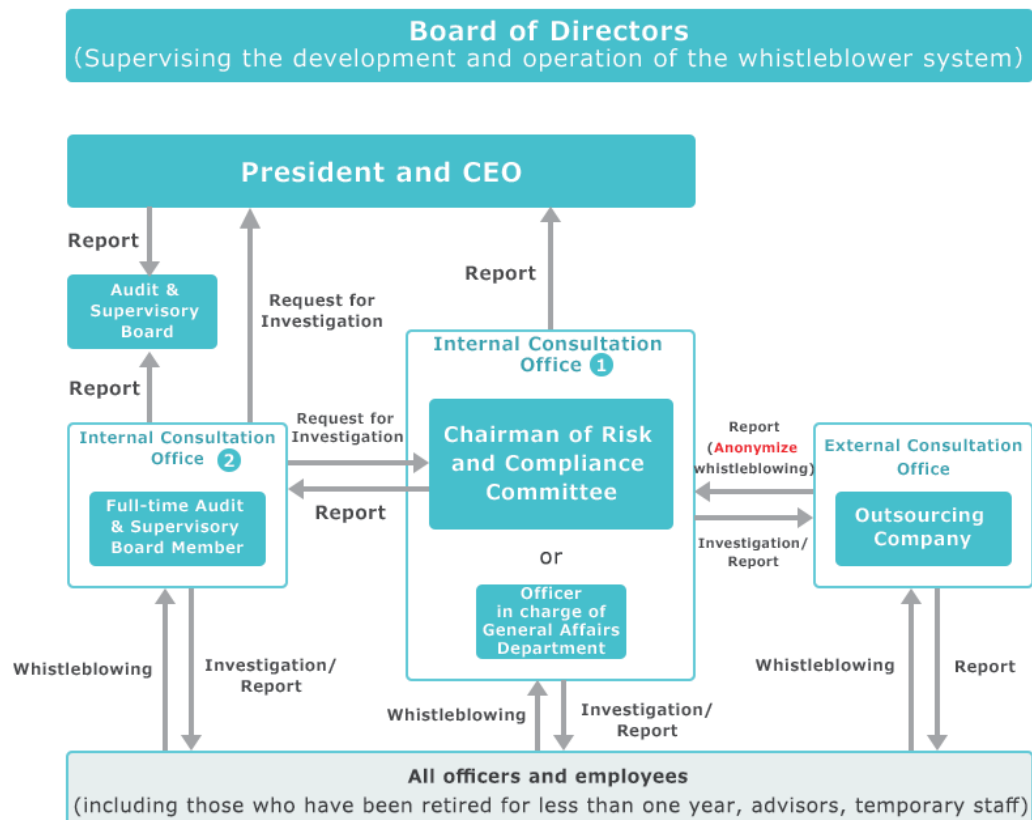 Board of Directors
(Supervising the development and operation of the whistleblower system)
President and CEO
Report
Audit &
Supervisory
Board
Request for
Investigation
Report
Report
Internal Consultation
Office 1
Chairman of Risk
and Compliance
Committee
or
Officer
in charge of
General Affairs
Department
Internal Consultation
Office 2
Full-time Audit
& Supervisory
Board Member
Request for
Investigation
Report
Report
(Anonymize
whistleblowing)
Investigation/
Report
External Consultation
Office
Outsourcing
Company
Whistleblowing
Investigation/
Report
Whistleblowing
Investigation/
Report
Whistleblowing
Report
All officers and employees
(including those who have been retired for less than one year, advisors, temporary staff)